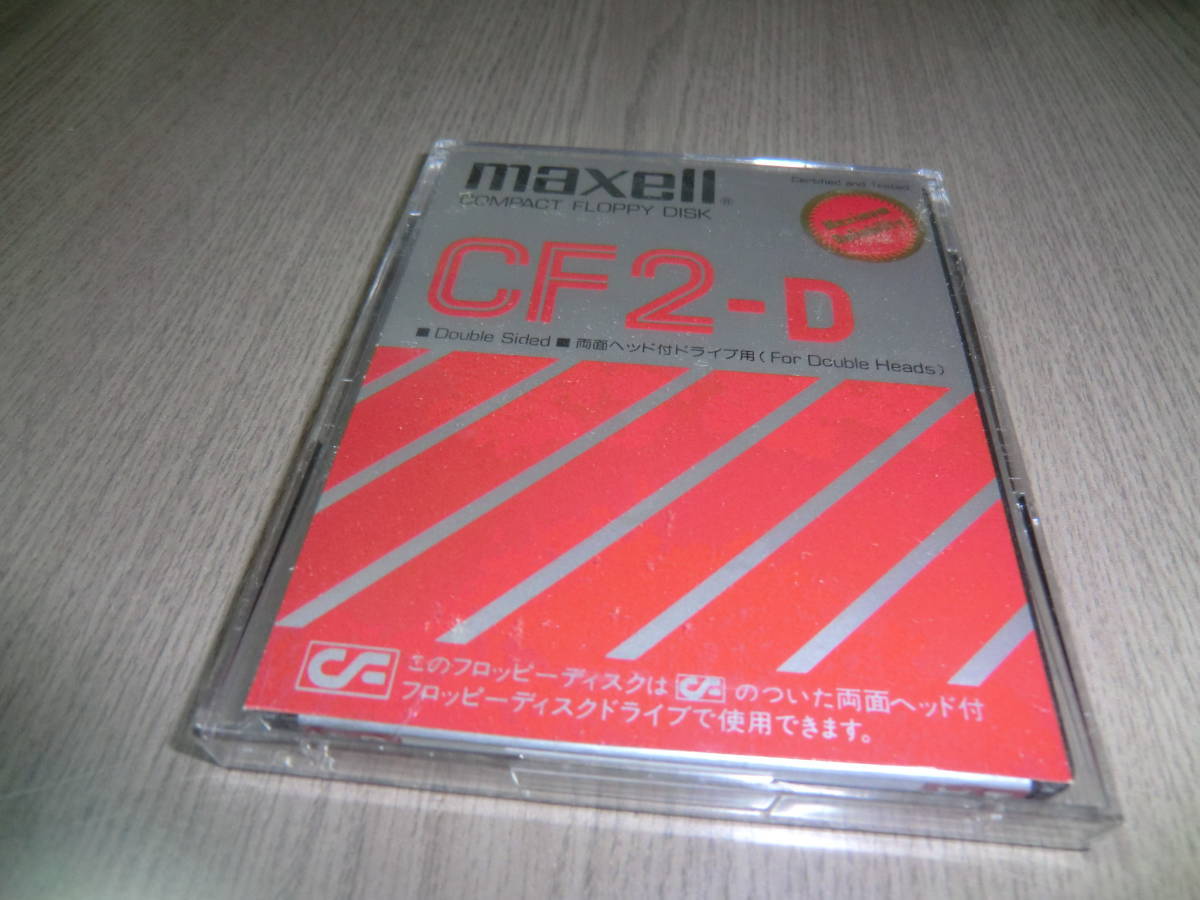 maxell®
Certified and Tested
COMPACT FLOPPY DISK
CF2-D
■ Double Sided ■ 両面ヘッド付ドライブ用(For Double Heads)
CF このフロッピーディスクは CF のついた両面ヘッド付
フロッピーディスクドライブで使用できます。